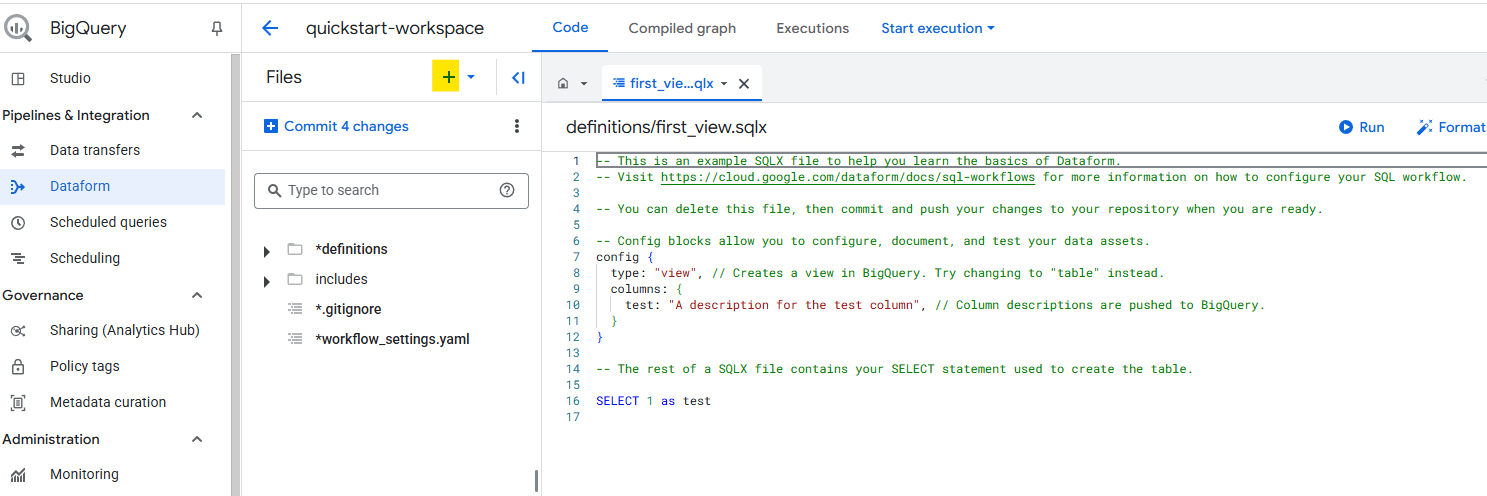 BigQuery
Studio
Pipelines & Integration
Data transfers
Dataform
Scheduled queries
Scheduling
Governance
Sharing (Analytics Hub)
Policy tags
Metadata curation
Administration
Monitoring
quickstart-workspace
Code
Compiled graph
Executions
Start execution
Files
Commit 4 changes
Type to search
*definitions
includes
*.gitignore
*workflow_settings.yaml
first_vie...qlx
definitions/first_view.sqlx
Run
Format
1 -- This is an example SQLX file to help you learn the basics of Dataform.
2 -- Visit https://cloud.google.com/dataform/docs/sql-workflows for more information on how to configure your SQL workflow.
3
4 -- You can delete this file, then commit and push your changes to your repository when you are ready.
5
6 -- Config blocks allow you to configure, document, and test your data assets.
7 config {
8   type: "view", // Creates a view in BigQuery. Try changing to "table" instead.
9   columns: {
10     test: "A description for the test column", // Column descriptions are pushed to BigQuery.
11   }
12 }
13
14 -- The rest of a SQLX file contains your SELECT statement used to create the table.
15
16 SELECT 1 as test
17